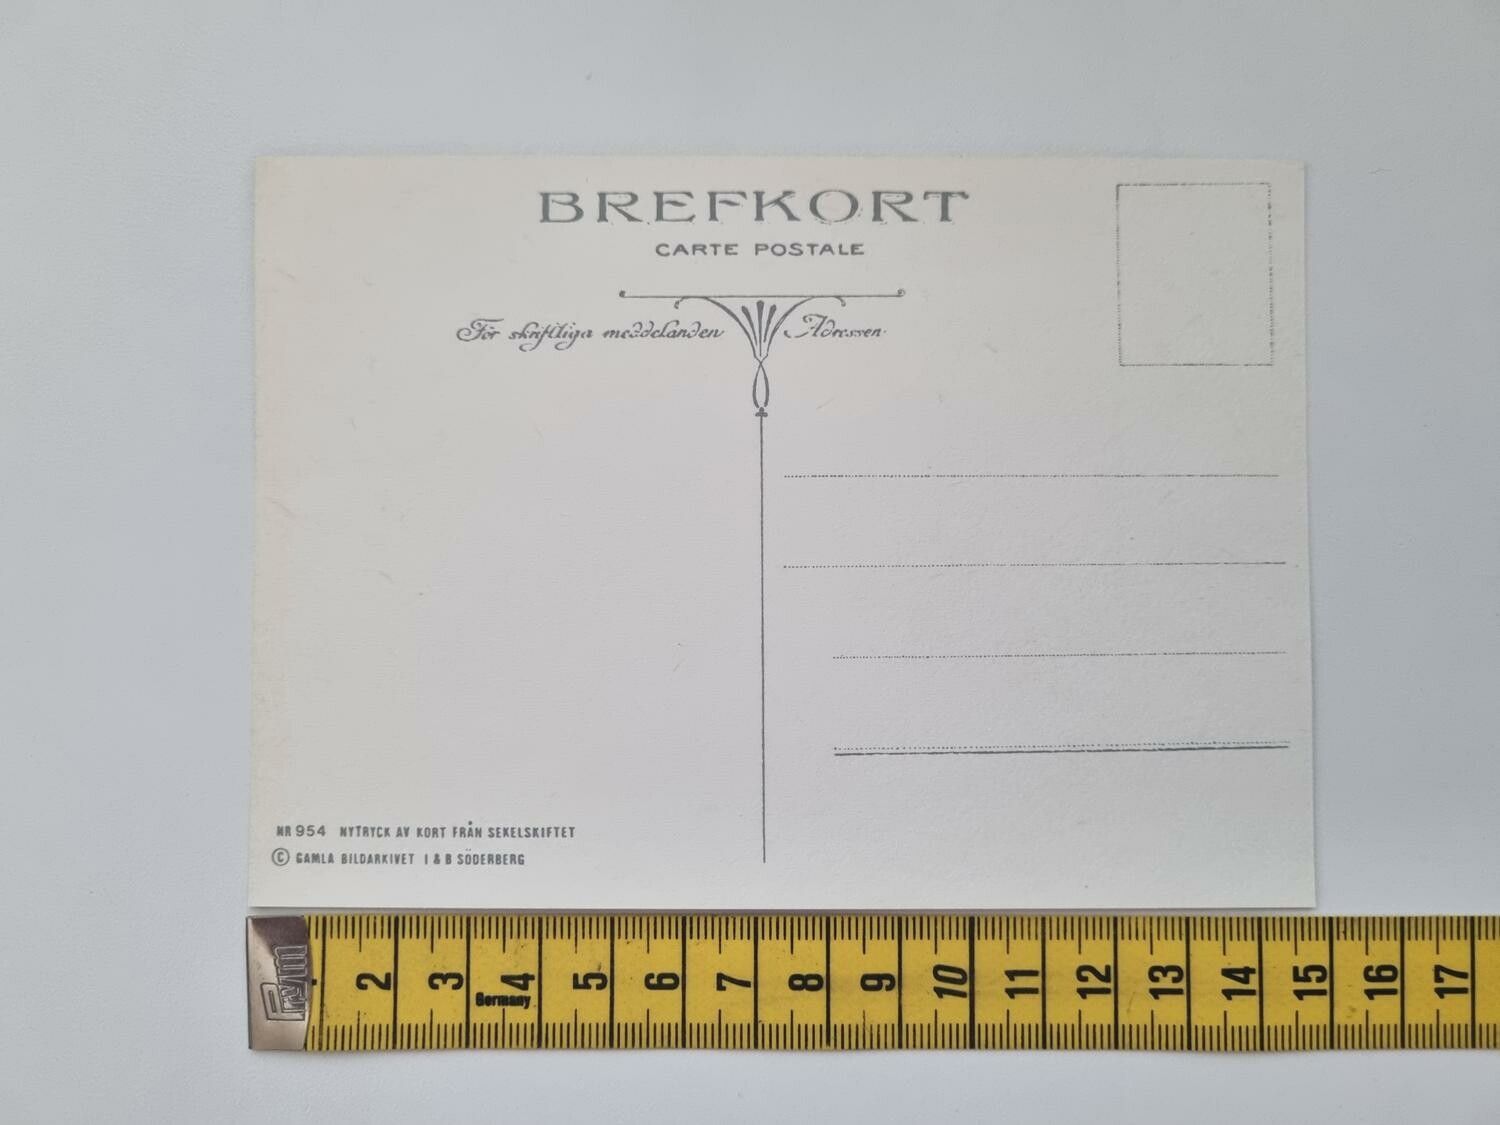 BREFKORT
CARTE POSTALE
För skriftliga meddelanden Adressen.
NR 954 NYTRYCK AV KORT FRÅN SEKELSKIFTET
© GAMLA BILDARKIVET I & B SÖDERBERG
Prym 2 3 4 5 6 7 8 9 10 11 12 13 14 15 16 17
Germany